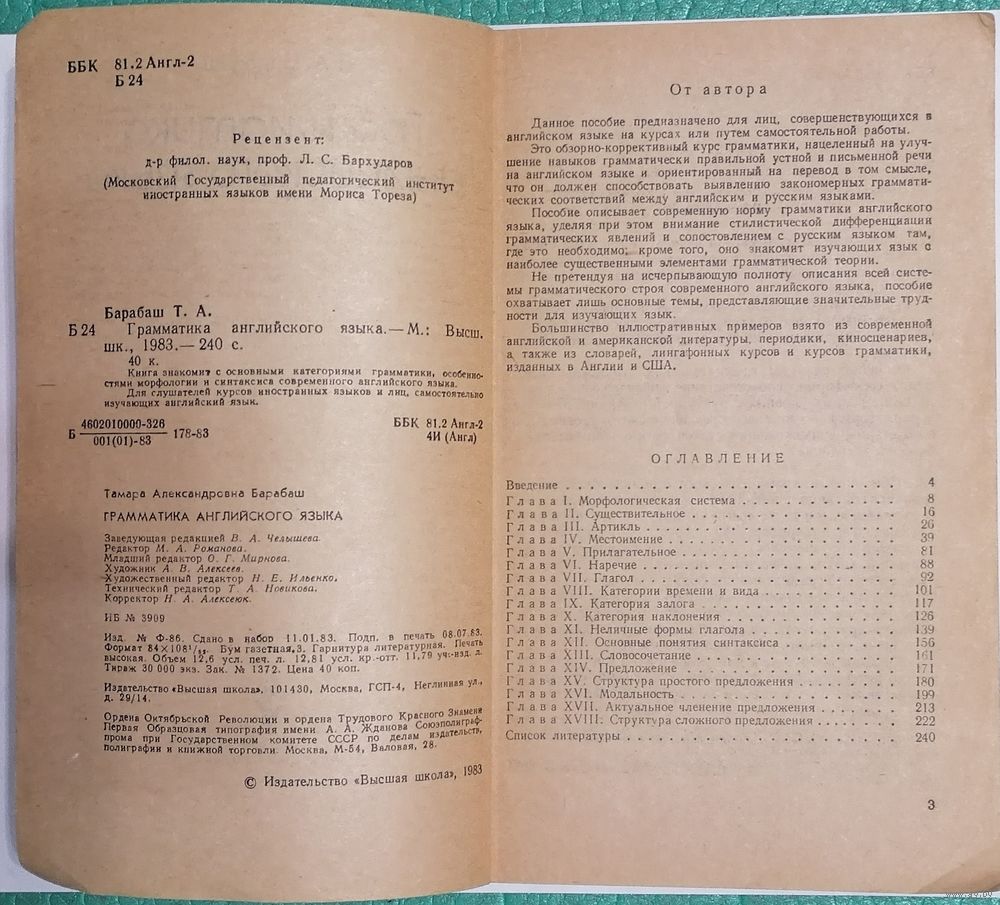 ББК 81.2 Англ-2
Б 24
Рецензент:
д-р филол. наук, проф. Л. С. Бархударов
(Московский Государственный педагогический институт
иностранных языков имени Мориса Тореза)
Барабаш Т. А.
Б 24 Грамматика английского языка.— М.: Высш.
шк., 1983.— 240 с.
40 к.
Книга знакомит с основными категориями грамматики, особенно-
стями морфологии и синтаксиса современного английского языка.
Для слушателей курсов иностранных языков и лиц, самостоятельно
изучающих английский язык.
Б 4602010000-326 178-83
001(01)-83
ББК 81.2 Англ-2
4И (Англ)
Тамара Александровна Барабаш
ГРАММАТИКА АНГЛИЙСКОГО ЯЗЫКА
Заведующая редакцией В. А. Челышева.
Редактор М. А. Романова.
Младший редактор О. Г. Мирнова.
Художник А. В. Алексеев.
Художественный редактор Н. Е. Ильенко.
Технический редактор Т. А. Новикова.
Корректор Н. А. Алексеюк.
ИБ № 3909
Изд. № Ф-86. Сдано в набор 11.01.83. Подп. в печать 08.07.83.
Формат 84×108¹/₃₂. Бум газетная.3. Гарнитура литературная. Печать
высокая. Объем 12,6 усл. печ. л. 12,81 усл. кр.-отт. 11,79 уч.-изд. л.
Тираж 30 000 экз. Зак. № 1372. Цена 40 коп.
Издательство «Высшая школа», 101430, Москва, ГСП-4, Неглинная ул.,
д. 29/14.
Ордена Октябрьской Революции и ордена Трудового Красного Знамени
Первая Образцовая типография имени А. А. Жданова Союзполиграф-
прома при Государственном комитете СССР по делам издательств,
полиграфии и книжной торговли. Москва, М-54, Валовая, 28.
© Издательство «Высшая школа», 1983
От автора
Данное пособие предназначено для лиц, совершенствующихся в
английском языке на курсах или путем самостоятельной работы.
Это обзорно-коррективный курс грамматики, нацеленный на улуч-
шение навыков грамматически правильной устной и письменной речи
на английском языке и ориентированный на перевод в том смысле,
что он должен способствовать выявлению закономерных граммати-
ческих соответствий между английским и русским языками.
Пособие описывает современную норму грамматики английского
языка, уделяя при этом внимание стилистической дифференциации
грамматических явлений и сопоставлением с русским языком там,
где это необходимо; кроме того, оно знакомит изучающих язык с
наиболее существенными элементами грамматической теории.
Не претендуя на исчерпывающую полноту описания всей систе-
мы грамматического строя современного английского языка, пособие
охватывает лишь основные темы, представляющие значительные труд-
ности для изучающих язык.
Большинство иллюстративных примеров взято из современной
английской и американской литературы, периодики, киносценариев,
а также из словарей, лингафонных курсов и курсов грамматики,
изданных в Англии и США.
ОГЛАВЛЕНИЕ
Введение . . . . . . . . . . 4
Глава I. Морфологическая система . . . . . . . . . . 8
Глава II. Существительное . . . . . . . . . . 16
Глава III. Артикль . . . . . . . . . . 26
Глава IV. Местоимение . . . . . . . . . . 39
Глава V. Прилагательное . . . . . . . . . . 81
Глава VI. Наречие . . . . . . . . . . 88
Глава VII. Глагол . . . . . . . . . . 92
Глава VIII. Категории времени и вида . . . . . . . . . . 101
Глава IX. Категория залога . . . . . . . . . . 117
Глава X. Категория наклонения . . . . . . . . . . 126
Глава XI. Неличные формы глагола . . . . . . . . . . 139
Глава XII. Основные понятия синтаксиса . . . . . . . . . . 156
Глава XIII. Словосочетание . . . . . . . . . . 161
Глава XIV. Предложение . . . . . . . . . . 171
Глава XV. Структура простого предложения . . . . . . . . 180
Глава XVI. Модальность . . . . . . . . . . 199
Глава XVII. Актуальное членение предложения . . . . . . . 213
Глава XVIII: Структура сложного предложения . . . . . . . 222
Список литературы . . . . . . . . . . 240
3